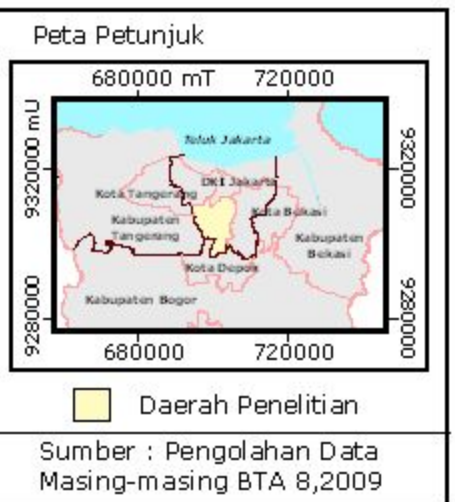 Peta Petunjuk
680000 mT 720000
9320000 mU
9320000
Teluk Jakarta
DKI Jakarta
Kota Tangerang
Kota Bekasi
Kabupaten
Tangerang
Kabupaten
Bekasi
Kota Depok
Kabupaten Bogor
9280000
9280000
680000 720000
Daerah Penelitian
Sumber : Pengolahan Data
Masing-masing BTA 8,2009